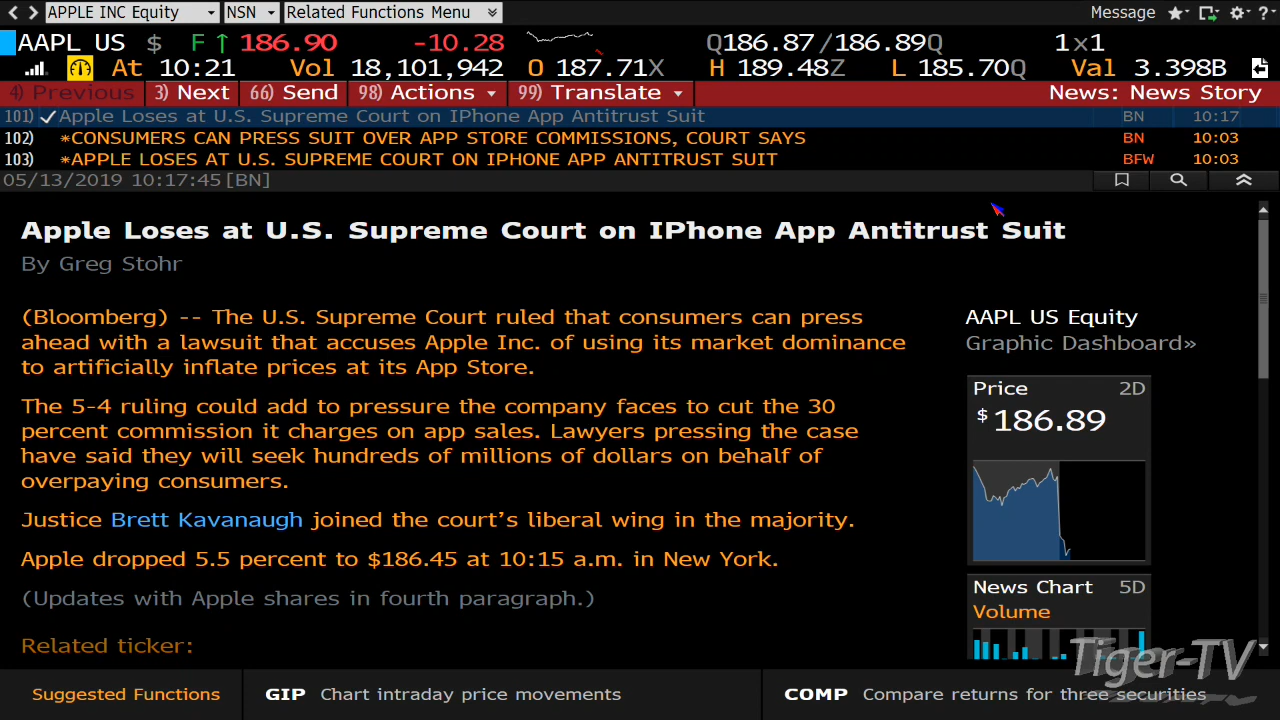 APPLE INC Equity NSN Related Functions Menu Message
AAPL US $ F ↑ 186.90 -10.28 Q186.87/186.89Q 1x1
At 10:21 Vol 18,101,942 O 187.71X H 189.48Z L 185.70Q Val 3.398B
4) Previous 3) Next 66) Send 98) Actions 99) Translate News: News Story
101) ✓Apple Loses at U.S. Supreme Court on IPhone App Antitrust Suit BN 10:17
102) *CONSUMERS CAN PRESS SUIT OVER APP STORE COMMISSIONS, COURT SAYS BN 10:03
103) *APPLE LOSES AT U.S. SUPREME COURT ON IPHONE APP ANTITRUST SUIT BFW 10:03
05/13/2019 10:17:45[BN]
Apple Loses at U.S. Supreme Court on IPhone App Antitrust Suit
By Greg Stohr
(Bloomberg) -- The U.S. Supreme Court ruled that consumers can press
ahead with a lawsuit that accuses Apple Inc. of using its market dominance
to artificially inflate prices at its App Store.
The 5-4 ruling could add to pressure the company faces to cut the 30
percent commission it charges on app sales. Lawyers pressing the case
have said they will seek hundreds of millions of dollars on behalf of
overpaying consumers.
Justice Brett Kavanaugh joined the court's liberal wing in the majority.
Apple dropped 5.5 percent to $186.45 at 10:15 a.m. in New York.
(Updates with Apple shares in fourth paragraph.)
Related ticker:
AAPL US Equity
Graphic Dashboard»
Price 2D
$186.89
News Chart 5D
Volume
Tiger-TV
Suggested Functions GIP Chart intraday price movements COMP Compare returns for three securities